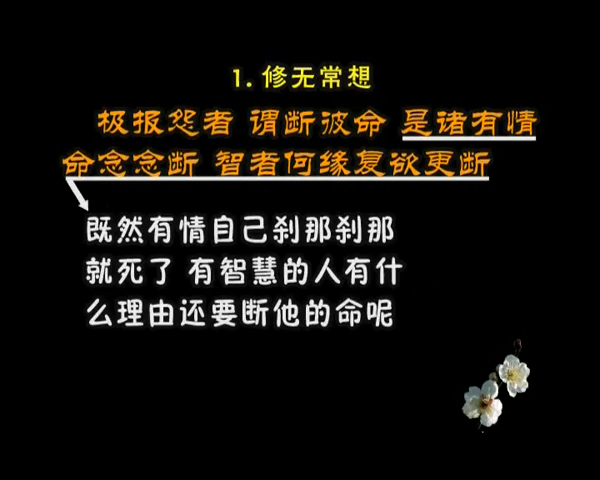 1. 修无常想
极报怨者 谓断彼命 是诸有情
命念念断 智者何缘复欲更断
既然有情自己刹那刹那
就死了 有智慧的人有什
么理由还要断他的命呢